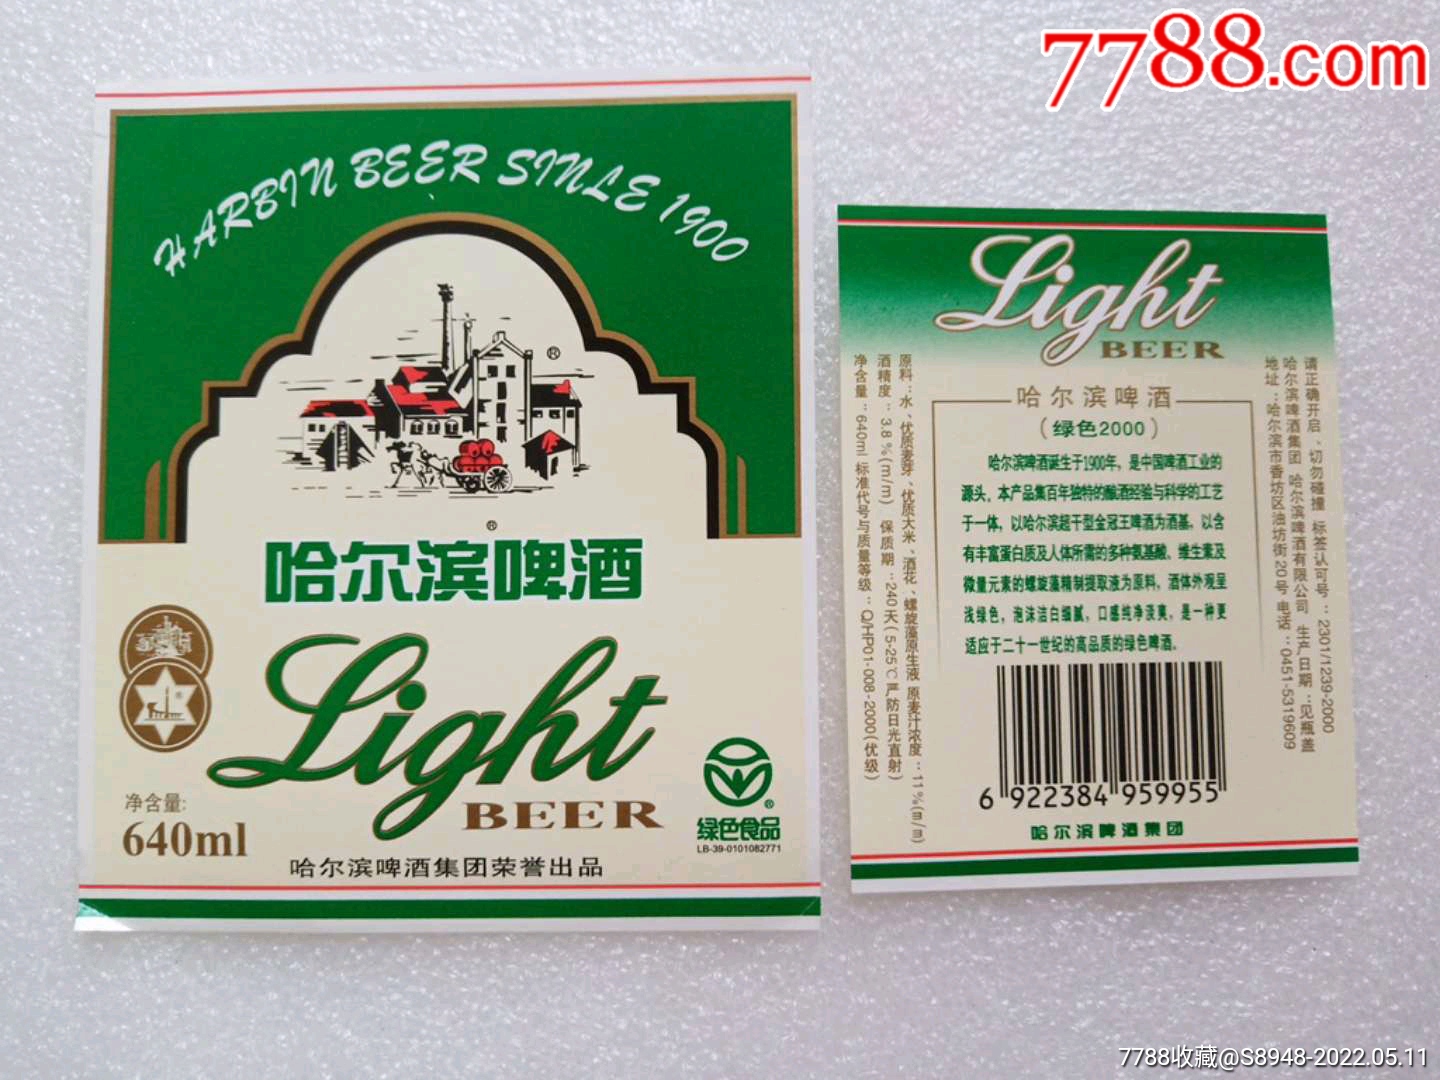 7788.com
HARBIN BEER SINLE 1900
®
®
哈尔滨啤酒
Light
BEER
®
净含量:
640ml
®
绿色食品
LB-39-0101082771
哈尔滨啤酒集团荣誉出品
Light
BEER
哈尔滨啤酒
（绿色2000）
哈尔滨啤酒诞生于1900年，是中国啤酒工业的
源头。本产品集百年独特的酿酒经验与科学的工艺
于一体，以哈尔滨超干型金冠王啤酒为酒基，以含
有丰富蛋白质及人体所需的多种氨基酸、维生素及
微量元素的螺旋藻精制提取液为原料，酒体外观呈
浅绿色，泡沫洁白细腻，口感纯净淡爽，是一种更
适应于二十一世纪的高品质的绿色啤酒。
原料：水、优质麦芽、优质大米、酒花、螺旋藻原生液 原麦汁浓度：11%(m/m)
酒精度：3.8%(m/m) 保质期：240天(5-25℃严防日光直射)
净含量：640ml 标准代号与质量等级：Q/HP01-008-2000(优级)
请正确开启、切勿碰撞 标签认可号：2301/1239-2000
哈尔滨啤酒集团 哈尔滨啤酒有限公司 生产日期：见瓶盖
地址：哈尔滨市香坊区油坊街20号 电话：0451-5319609
6 922384 959955
哈尔滨啤酒集团
7788收藏@S8948-2022.05.11